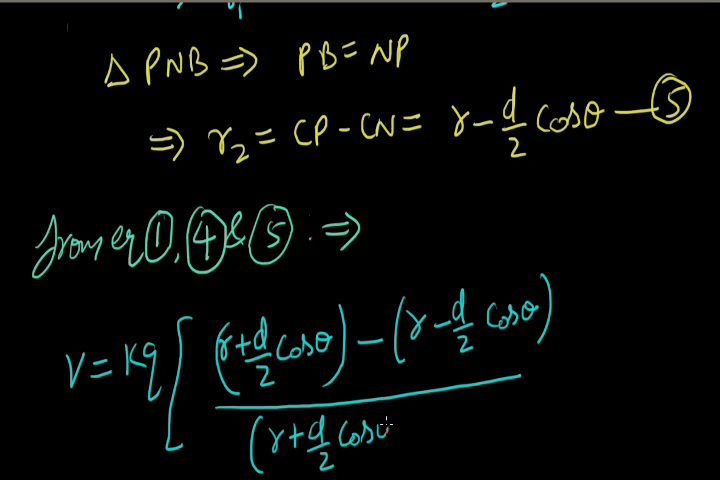 Δ PNB ⇒ PB = NP
⇒ r₂ = CP - CN = r - d/2 Cosθ — ⑤
from eq ①, ④ & ⑤ ⇒
V = Kq [ (r + d/2 Cosθ) - (r - d/2 Cosθ)
(r + d/2 Cosθ